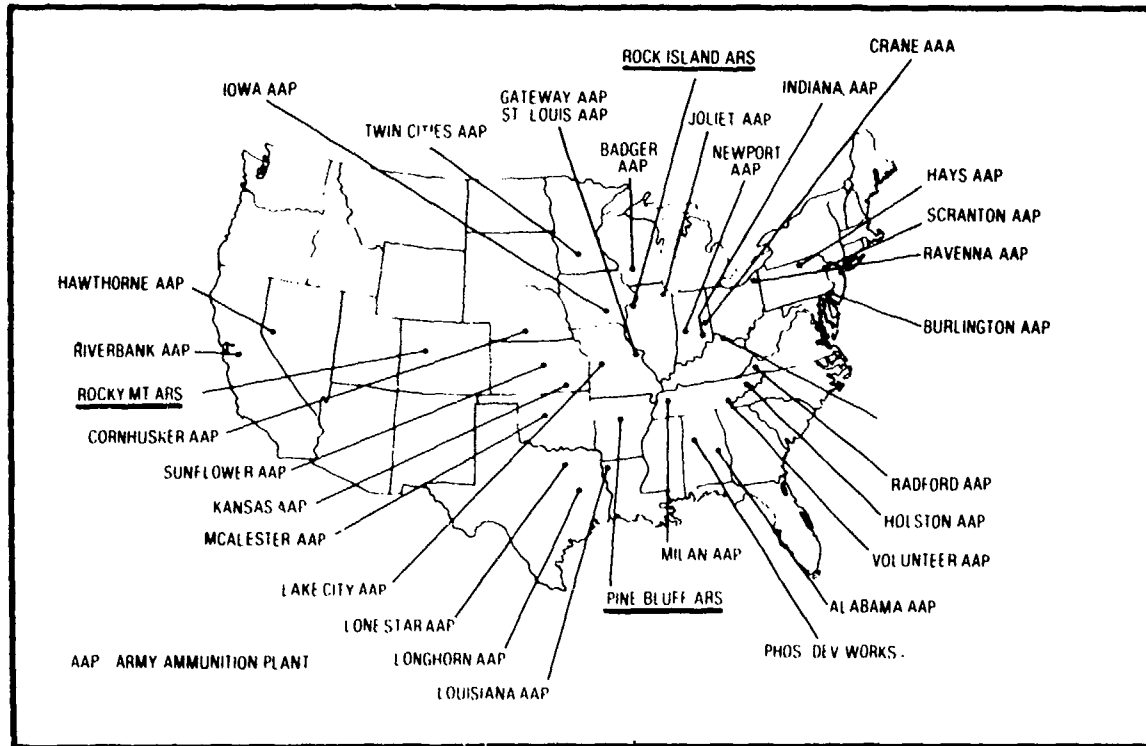 CRANE AAA
ROCK ISLAND ARS
IOWA AAP
GATEWAY AAP
ST LOUIS AAP
INDIANA AAP
TWIN CITIES AAP
JOLIET AAP
BADGER
AAP
NEWPORT
AAP
HAYS AAP
SCRANTON AAP
RAVENNA AAP
HAWTHORNE AAP
BURLINGTON AAP
RIVERBANK AAP
ROCKY MT ARS
CORNHUSKER AAP
SUNFLOWER AAP
RADFORD AAP
KANSAS AAP
HOLSTON AAP
MCALESTER AAP
MILAN AAP
VOLUNTEER AAP
LAKE CITY AAP
PINE BLUFF ARS
ALABAMA AAP
LONE STAR AAP
PHOS DEV WORKS.
AAP ARMY AMMUNITION PLANT
LONGHORN AAP
LOUISIANA AAP